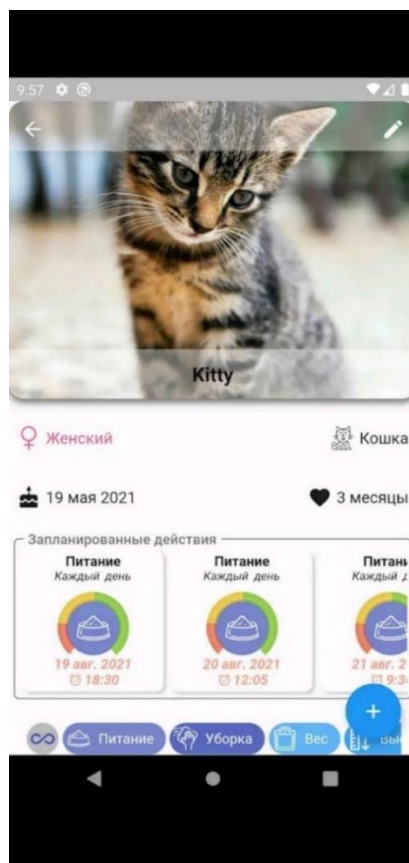 9:57
Kitty
Женский
Кошка
19 мая 2021
3 месяцы
Запланированные действия
Питание Питание
Каждый день Каждый день Каждый
19 авг. 2021 20 авг. 2021 21 авг.
18:30 12:05
Питание Уборка Вес